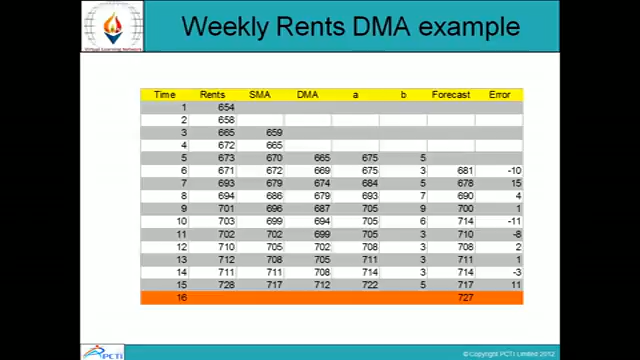 Weekly Rents DMA example
Virtual Learning Network
Time Rents SMA DMA a b Forecast Error
1 654
2 658
3 665 659
4 672 665
5 673 670 665 675 5
6 671 672 669 675 3 681 -10
7 693 679 674 684 5 678 15
8 694 686 679 693 7 690 4
9 701 696 687 705 9 700 1
10 703 699 694 705 6 714 -11
11 702 702 699 705 3 710 -8
12 710 705 702 708 3 708 2
13 712 708 705 711 3 711 1
14 711 711 708 714 3 714 -3
15 728 717 712 722 5 717 11
16 727
PCTI
©Copyright PCTI Limited 2012